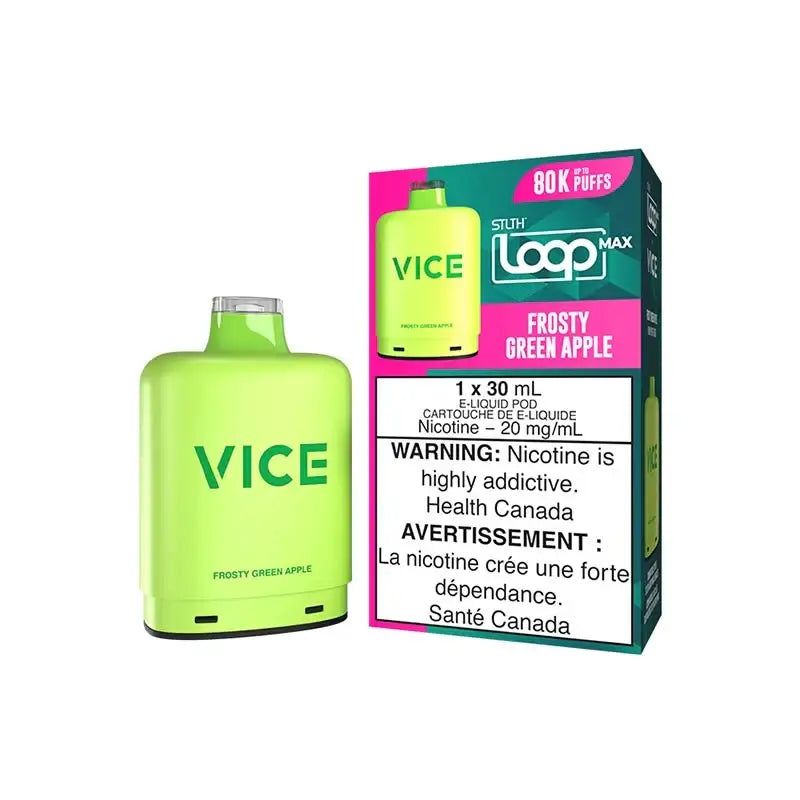 VICE
FROSTY GREEN APPLE
80K UP TO PUFFS
STLTH
LOOP MAX
VICE
FROSTY GREEN APPLE
FROSTY
GREEN APPLE
1 x 30 mL
E-LIQUID POD
CARTOUCHE DE E-LIQUIDE
Nicotine – 20 mg/mL
WARNING: Nicotine is
highly addictive.
Health Canada
AVERTISSEMENT :
La nicotine crée une forte
dépendance.
Santé Canada
VICE
VICE